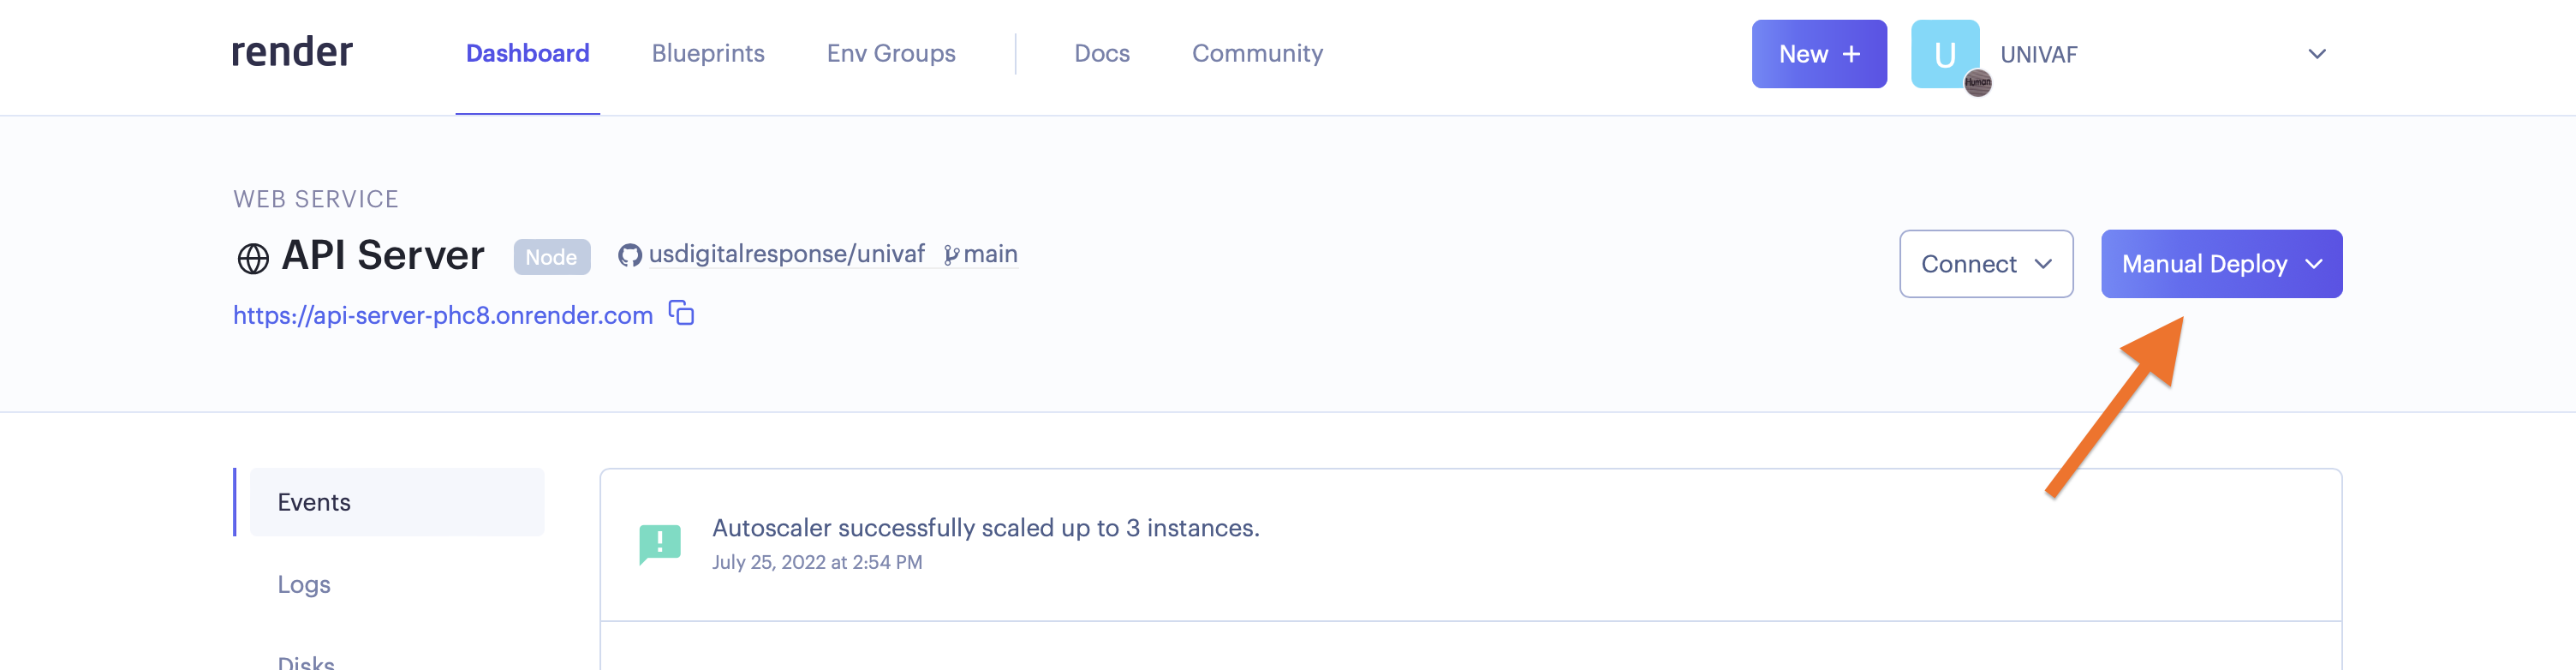 render Dashboard Blueprints Env Groups Docs Community New + U Human UNIVAF
WEB SERVICE
API Server Node usdigitalresponse/univaf main
Connect Manual Deploy
https://api-server-phc8.onrender.com
Events
Autoscaler successfully scaled up to 3 instances.
July 25, 2022 at 2:54 PM
Logs
Disks